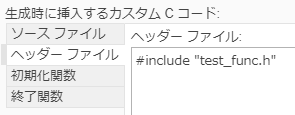 生成時に挿入するカスタム C コード:
ソース ファイル
ヘッダー ファイル
初期化関数
終了関数
ヘッダー ファイル:
#include "test_func.h"